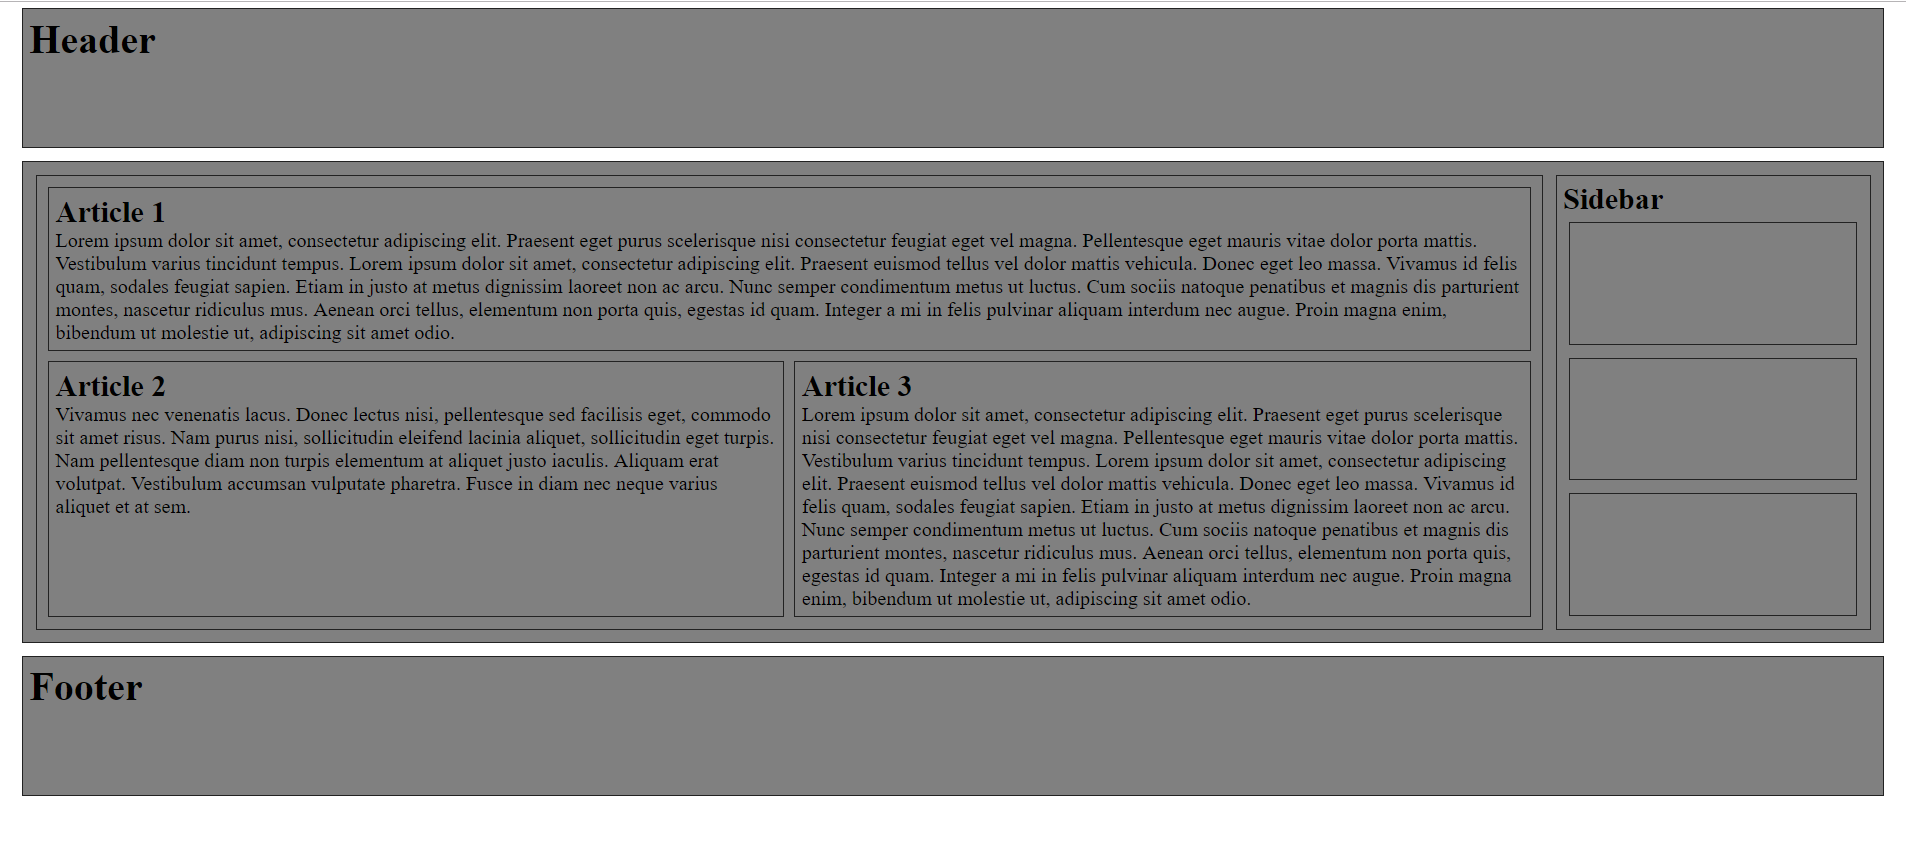 Header
Article 1
Lorem ipsum dolor sit amet, consectetur adipiscing elit. Praesent eget purus scelerisque nisi consectetur feugiat eget vel magna. Pellentesque eget mauris vitae dolor porta mattis.
Vestibulum varius tincidunt tempus. Lorem ipsum dolor sit amet, consectetur adipiscing elit. Praesent euismod tellus vel dolor mattis vehicula. Donec eget leo massa. Vivamus id felis
quam, sodales feugiat sapien. Etiam in justo at metus dignissim laoreet non ac arcu. Nunc semper condimentum metus ut luctus. Cum sociis natoque penatibus et magnis dis parturient
montes, nascetur ridiculus mus. Aenean orci tellus, elementum non porta quis, egestas id quam. Integer a mi in felis pulvinar aliquam interdum nec augue. Proin magna enim,
bibendum ut molestie ut, adipiscing sit amet odio.
Article 2
Vivamus nec venenatis lacus. Donec lectus nisi, pellentesque sed facilisis eget, commodo
sit amet risus. Nam purus nisi, sollicitudin eleifend lacinia aliquet, sollicitudin eget turpis.
Nam pellentesque diam non turpis elementum at aliquet justo iaculis. Aliquam erat
volutpat. Vestibulum accumsan vulputate pharetra. Fusce in diam nec neque varius
aliquet et at sem.
Article 3
Lorem ipsum dolor sit amet, consectetur adipiscing elit. Praesent eget purus scelerisque
nisi consectetur feugiat eget vel magna. Pellentesque eget mauris vitae dolor porta mattis.
Vestibulum varius tincidunt tempus. Lorem ipsum dolor sit amet, consectetur adipiscing
elit. Praesent euismod tellus vel dolor mattis vehicula. Donec eget leo massa. Vivamus id
felis quam, sodales feugiat sapien. Etiam in justo at metus dignissim laoreet non ac arcu.
Nunc semper condimentum metus ut luctus. Cum sociis natoque penatibus et magnis dis
parturient montes, nascetur ridiculus mus. Aenean orci tellus, elementum non porta quis,
egestas id quam. Integer a mi in felis pulvinar aliquam interdum nec augue. Proin magna
enim, bibendum ut molestie ut, adipiscing sit amet odio.
Sidebar
Footer